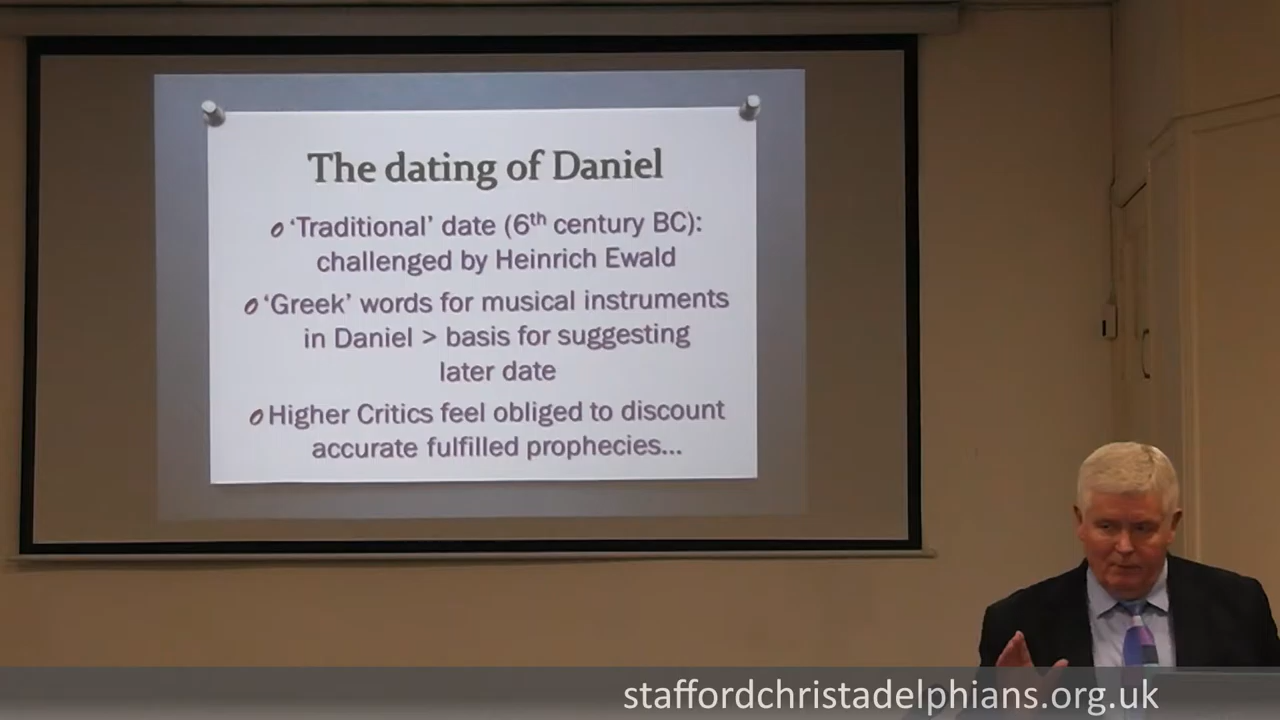 The dating of Daniel
‘Traditional’ date (6th century BC):
challenged by Heinrich Ewald
‘Greek’ words for musical instruments
in Daniel > basis for suggesting
later date
Higher Critics feel obliged to discount
accurate fulfilled prophecies...
staffordchristadelphians.org.uk